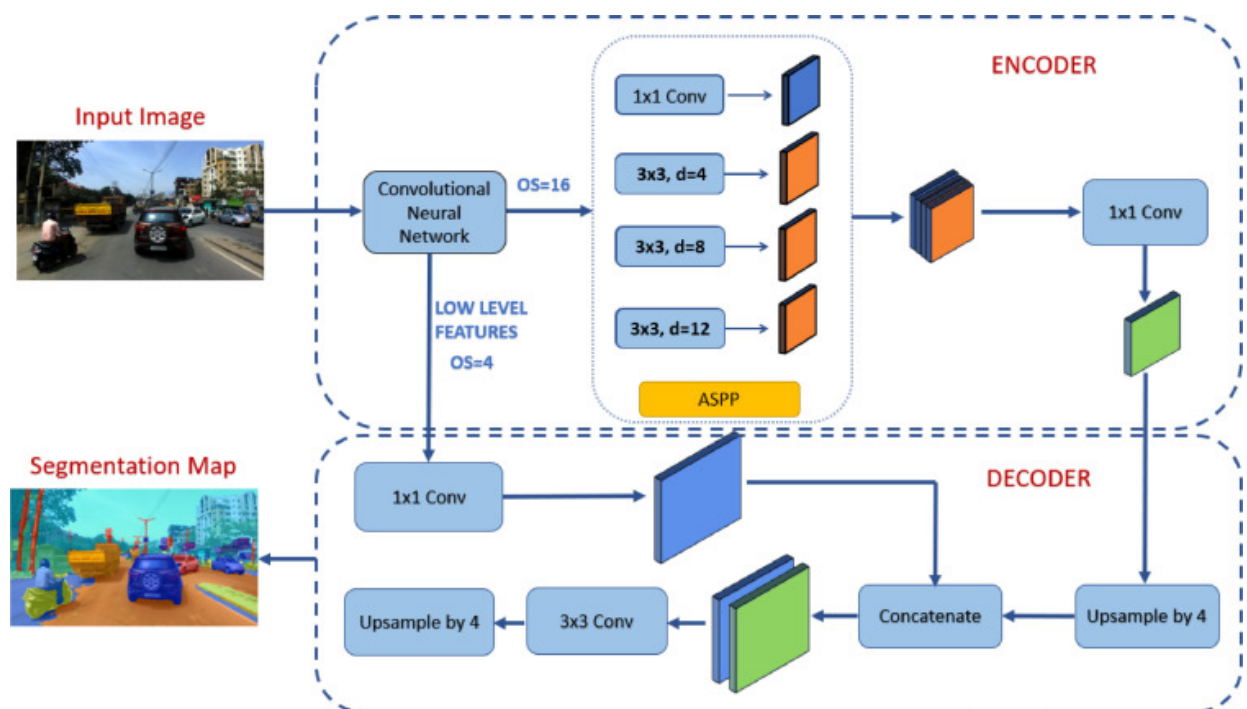 ENCODER
Input Image
1x1 Conv
3x3, d=4
3x3, d=8
3x3, d=12
ASPP
Convolutional
Neural
Network
OS=16
LOW LEVEL
FEATURES
OS=4
1x1 Conv
Segmentation Map
DECODER
1x1 Conv
Upsample by 4
3x3 Conv
Concatenate
Upsample by 4